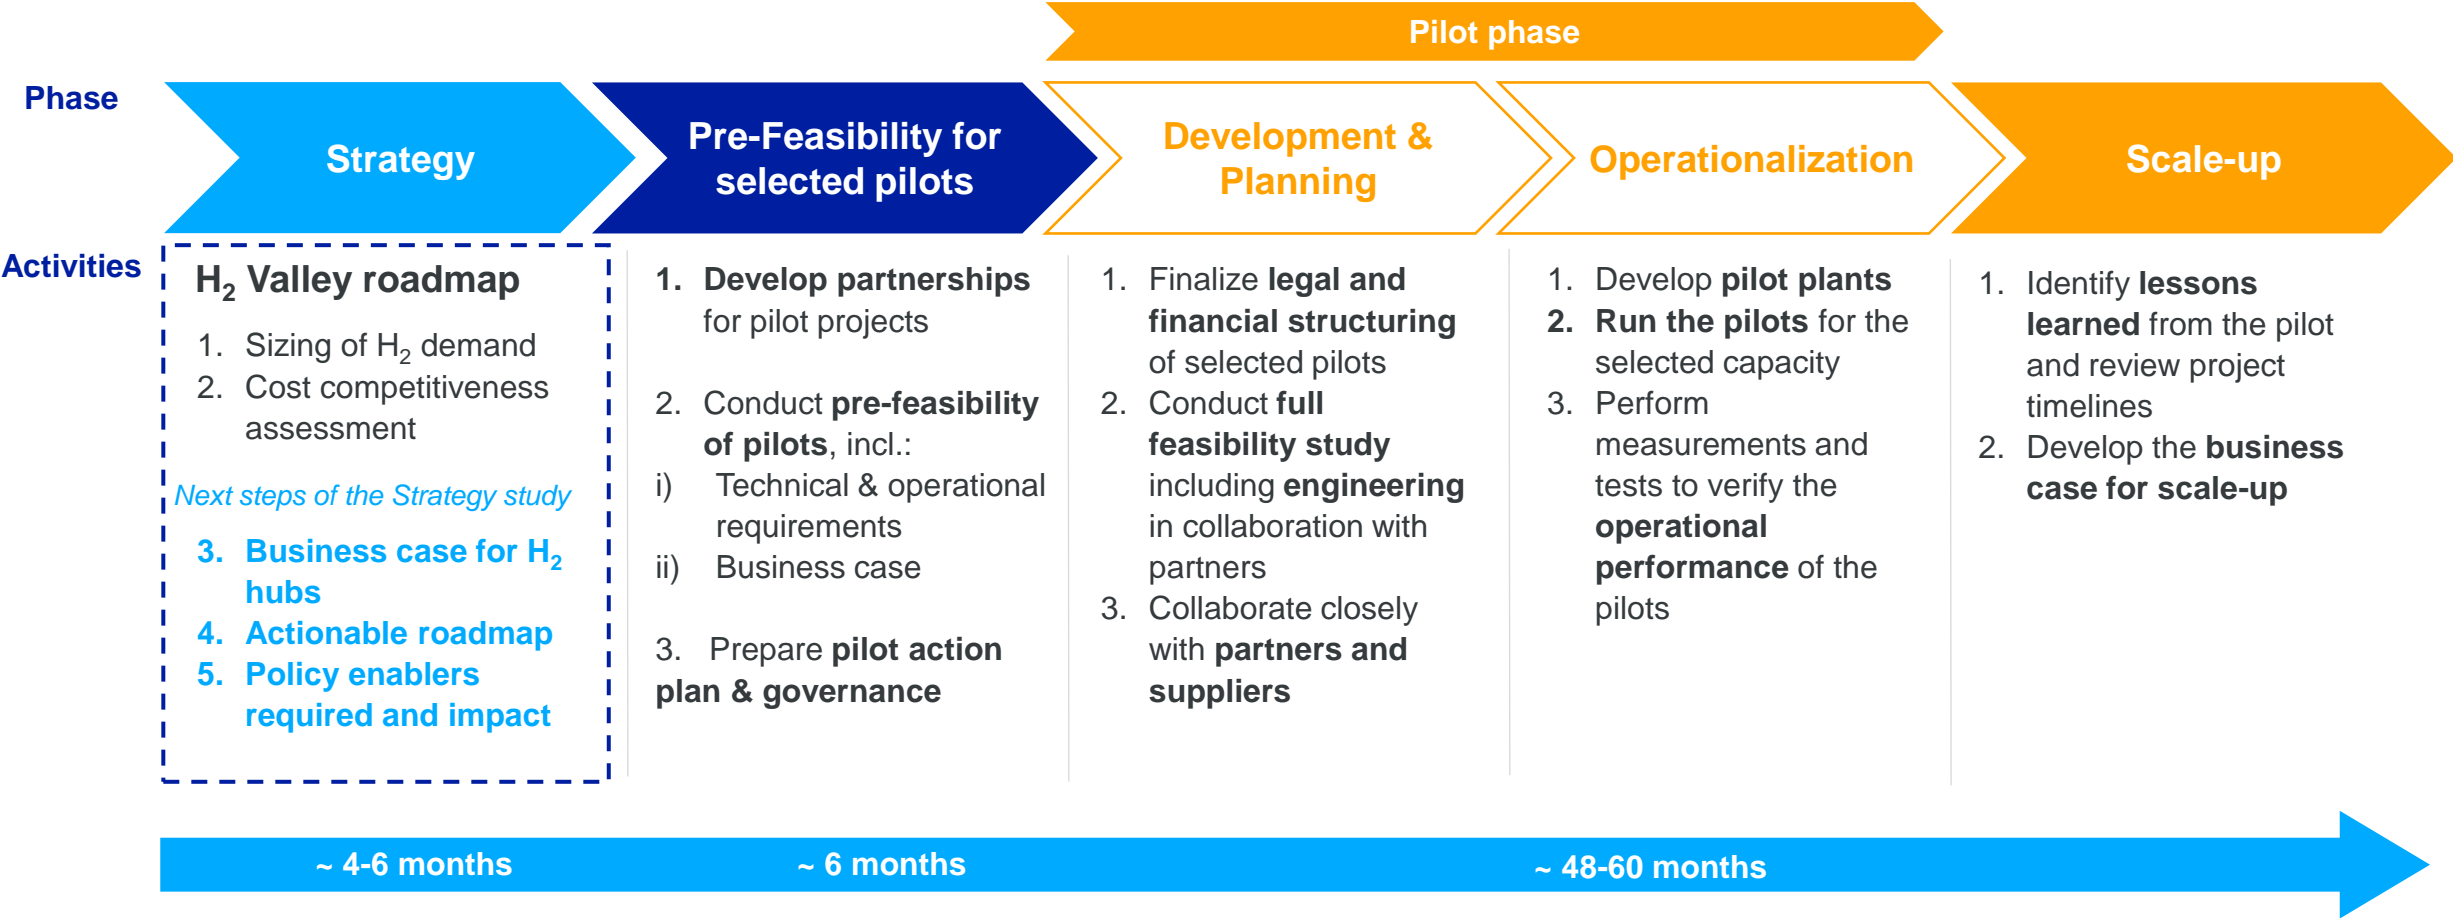 Pilot phase
Phase
Strategy
Pre-Feasibility for
selected pilots
Development &
Planning
Operationalization
Scale-up
Activities
H₂ Valley roadmap
1. Sizing of H₂ demand
2. Cost competitiveness
assessment
Next steps of the Strategy study
3. Business case for H₂
hubs
4. Actionable roadmap
5. Policy enablers
required and impact
1. Develop partnerships
for pilot projects
2. Conduct pre-feasibility
of pilots, incl.:
i) Technical & operational
requirements
ii) Business case
3. Prepare pilot action
plan & governance
1. Finalize legal and
financial structuring
of selected pilots
2. Conduct full
feasibility study
including engineering
in collaboration with
partners
3. Collaborate closely
with partners and
suppliers
1. Develop pilot plants
2. Run the pilots for the
selected capacity
3. Perform
measurements and
tests to verify the
operational
performance of the
pilots
1. Identify lessons
learned from the pilot
and review project
timelines
2. Develop the business
case for scale-up
~ 4-6 months
~ 6 months
~ 48-60 months